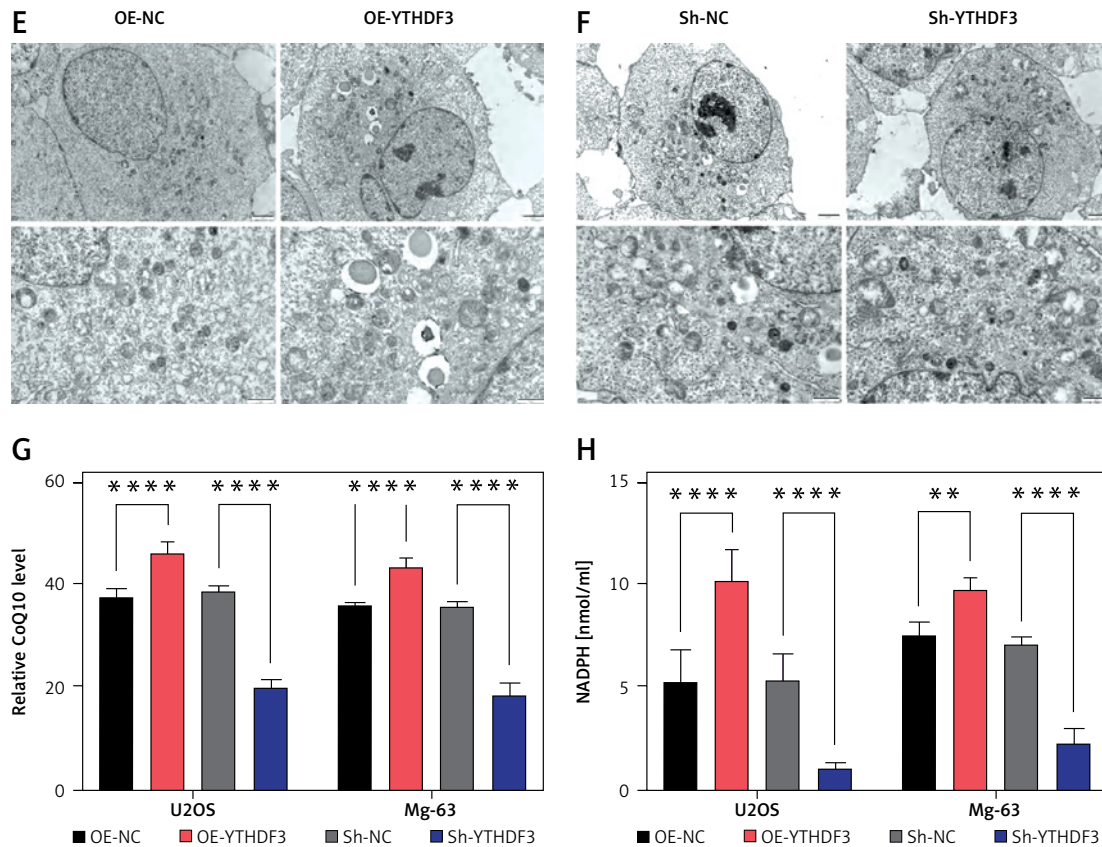 E
OE-NC
OE-YTHDF3
F
Sh-NC
Sh-YTHDF3
G
Relative CoQ10 level
60
40
20
0
**** **** **** ****
U2OS
Mg-63
OE-NC
OE-YTHDF3
Sh-NC
Sh-YTHDF3
H
NADPH [nmol/ml]
15
10
5
0
**** **** ** ****
U2OS
Mg-63
OE-NC
OE-YTHDF3
Sh-NC
Sh-YTHDF3